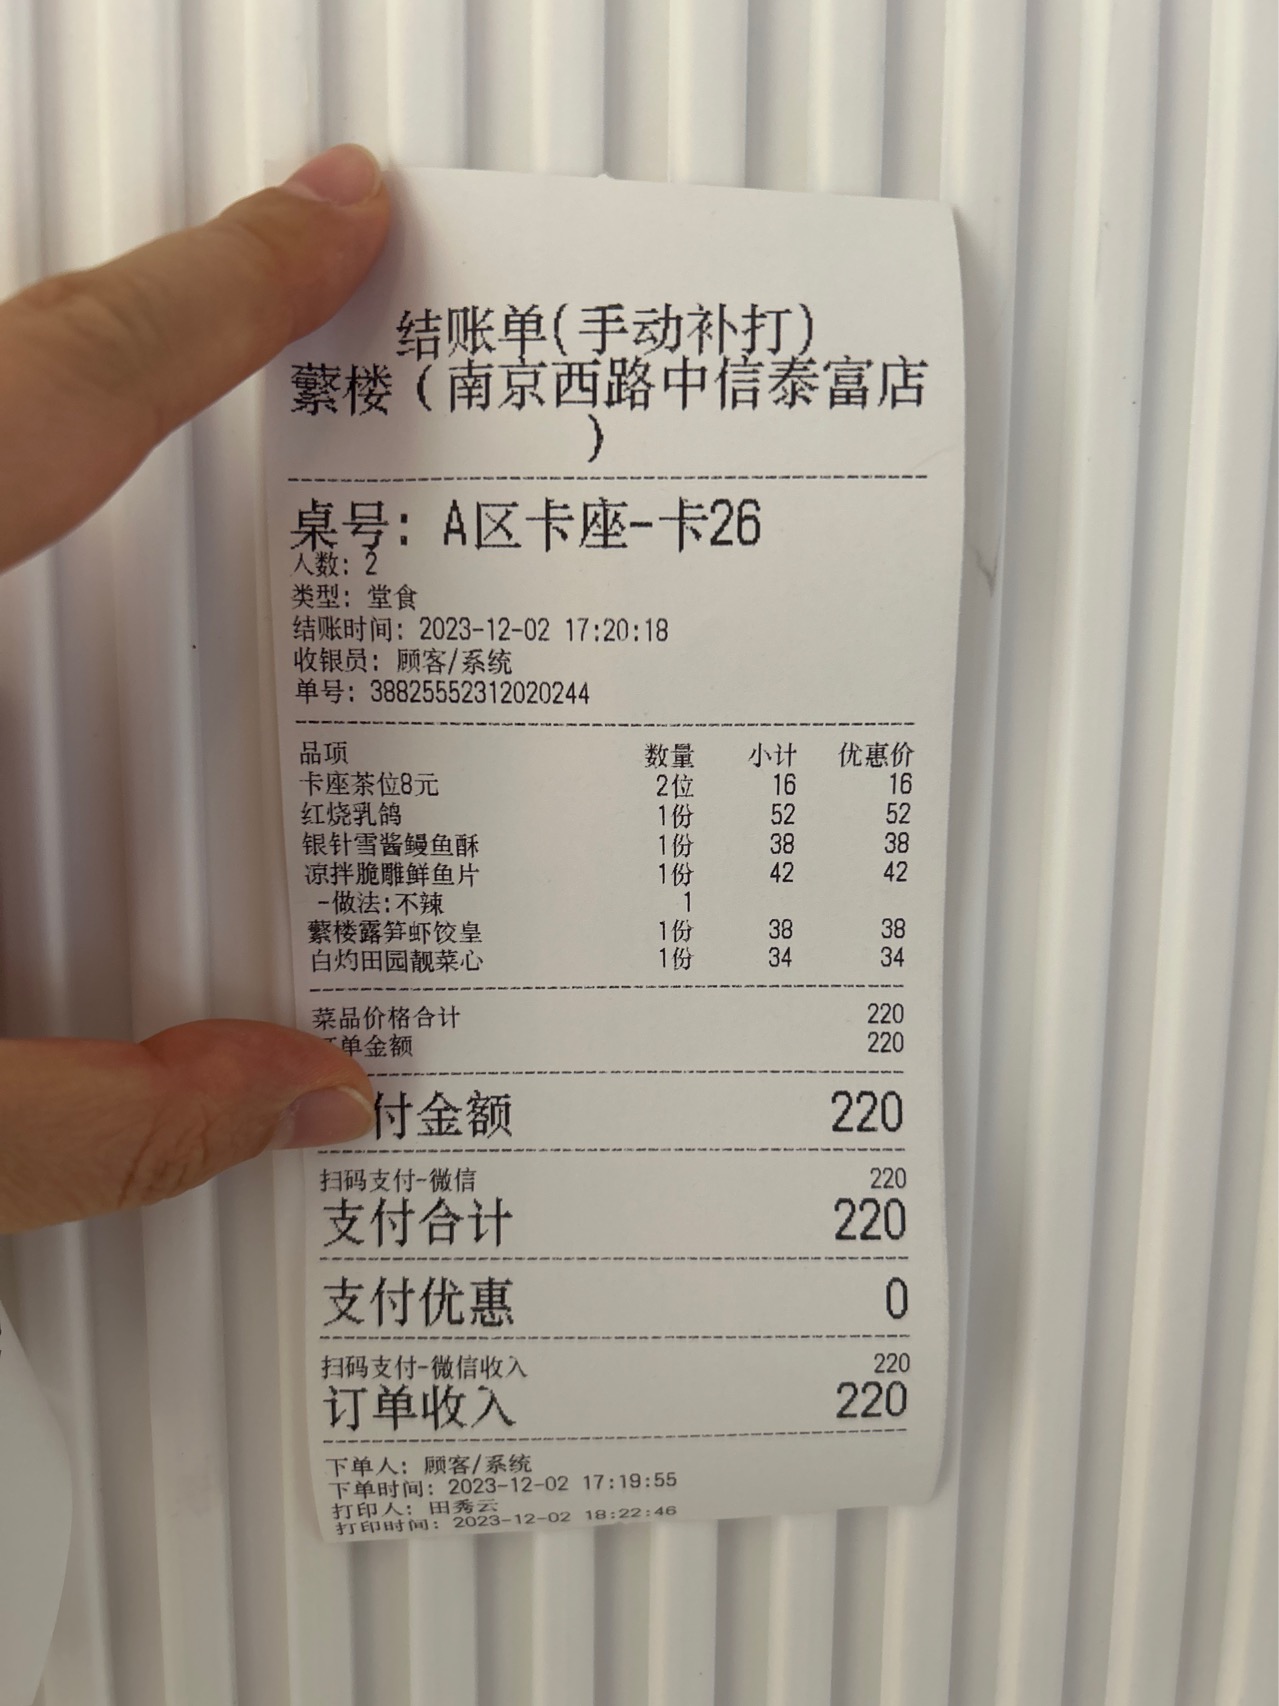 结账单(手动补打)
蘩楼（南京西路中信泰富店
）
桌号: A区卡座-卡26
人数: 2
类型: 堂食
结账时间: 2023-12-02 17:20:18
收银员: 顾客/系统
单号: 38825552312020244
品项 数量 小计 优惠价
卡座茶位8元 2位 16 16
红烧乳鸽 1份 52 52
银针雪酱鳗鱼酥 1份 38 38
凉拌脆雕鲜鱼片 1份 42 42
-做法:不辣 1
蘩楼露笋虾饺皇 1份 38 38
白灼田园靓菜心 1份 34 34
菜品价格合计 220
单金额 220
付金额 220
扫码支付-微信 220
支付合计 220
支付优惠 0
扫码支付-微信收入 220
订单收入 220
下单人: 顾客/系统
下单时间: 2023-12-02 17:19:55
打印人: 田秀云
打印时间: 2023-12-02 18:22:46